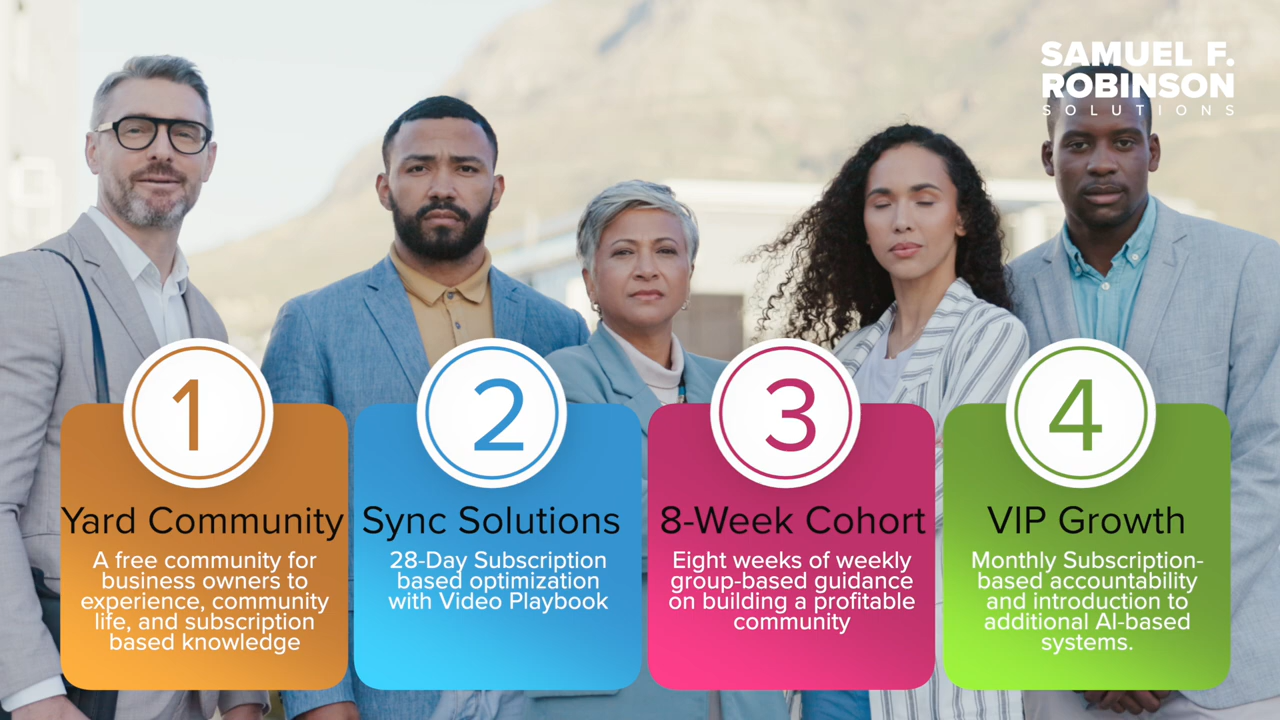 SAMUEL F.
ROBINSON
SOLUTIONS
1
Yard Community
A free community for
business owners to
experience, community
life, and subscription
based knowledge
2
Sync Solutions
28-Day Subscription
based optimization
with Video Playbook
3
8-Week Cohort
Eight weeks of weekly
group-based guidance
on building a profitable
community
4
VIP Growth
Monthly Subscription-
based accountability
and introduction to
additional AI-based
systems.